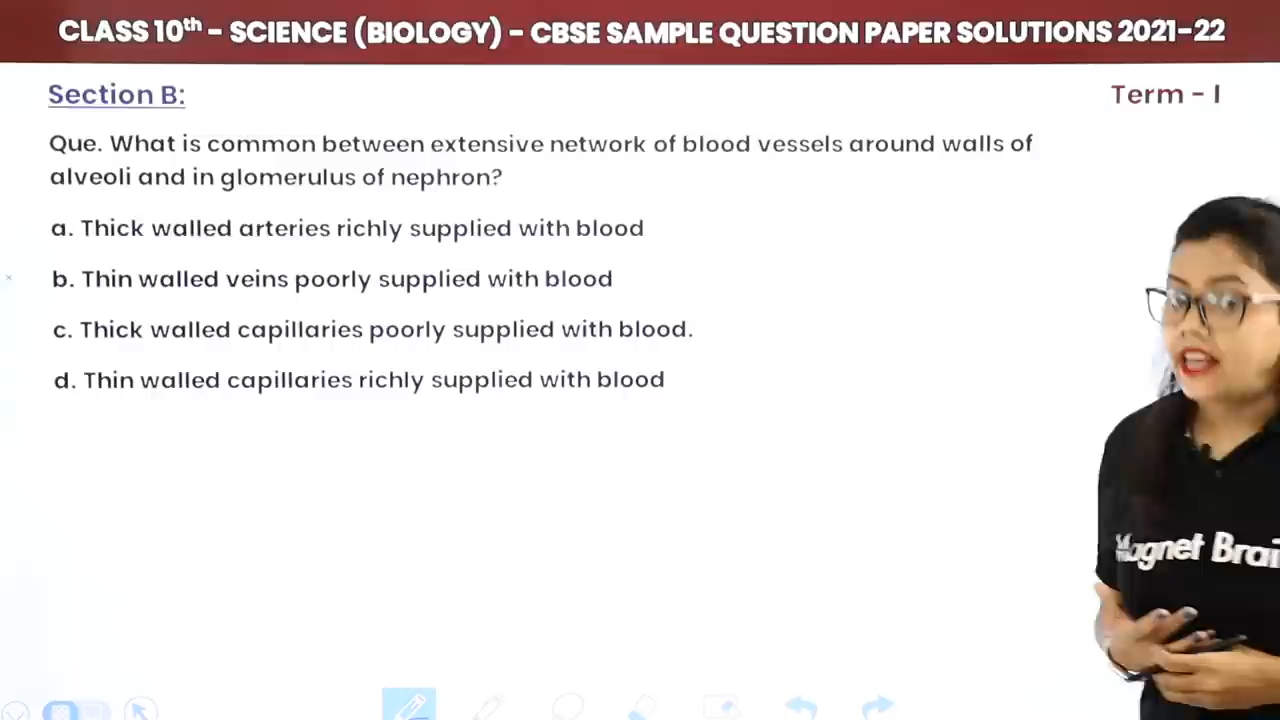 CLASS 10th - SCIENCE (BIOLOGY) - CBSE SAMPLE QUESTION PAPER SOLUTIONS 2021-22
Section B:
Term - I
Que. What is common between extensive network of blood vessels around walls of
alveoli and in glomerulus of nephron?
a. Thick walled arteries richly supplied with blood
b. Thin walled veins poorly supplied with blood
c. Thick walled capillaries poorly supplied with blood.
d. Thin walled capillaries richly supplied with blood
Magnet Brai